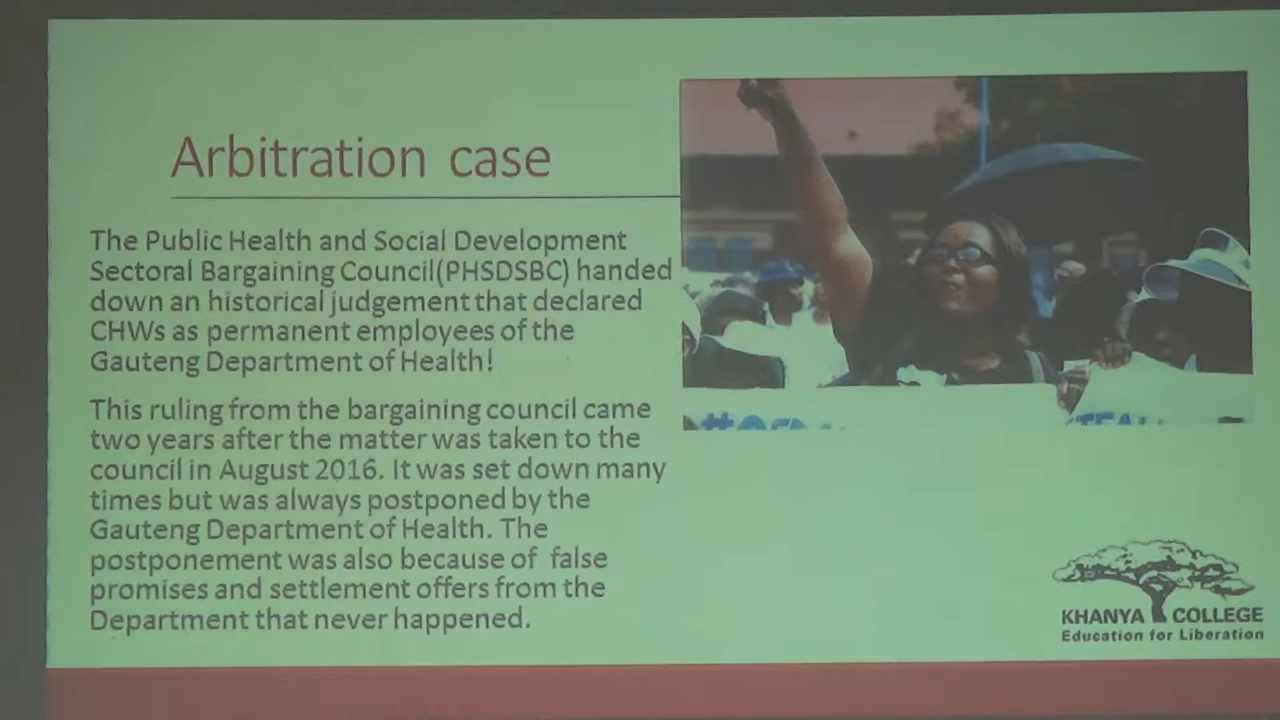 Arbitration case
The Public Health and Social Development
Sectoral Bargaining Council(PHSDSBC) handed
down an historical judgement that declared
CHWs as permanent employees of the
Gauteng Department of Health!
This ruling from the bargaining council came
two years after the matter was taken to the
council in August 2016. It was set down many
times but was always postponed by the
Gauteng Department of Health. The
postponement was also because of false
promises and settlement offers from the
Department that never happened.
KHANYA COLLEGE
Education for Liberation